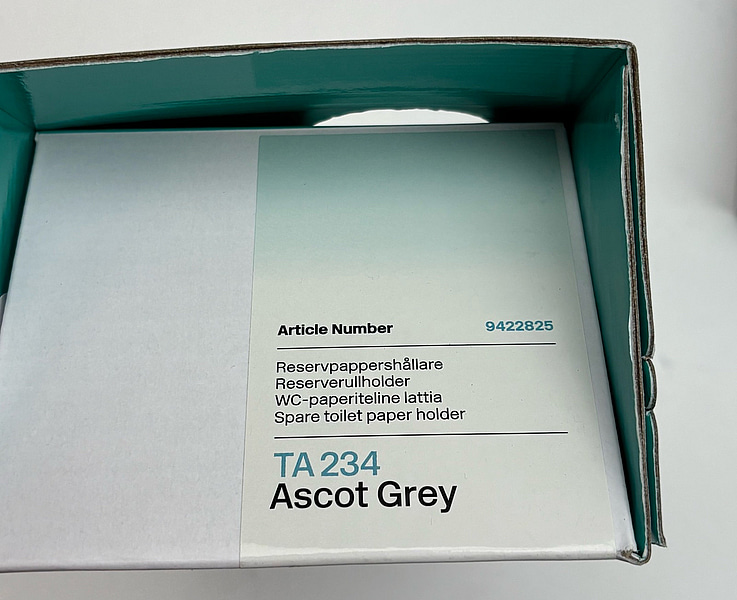 Article Number 9422825
Reservpappershållare
Reserverullholder
WC-paperiteline lattia
Spare toilet paper holder
TA 234
Ascot Grey